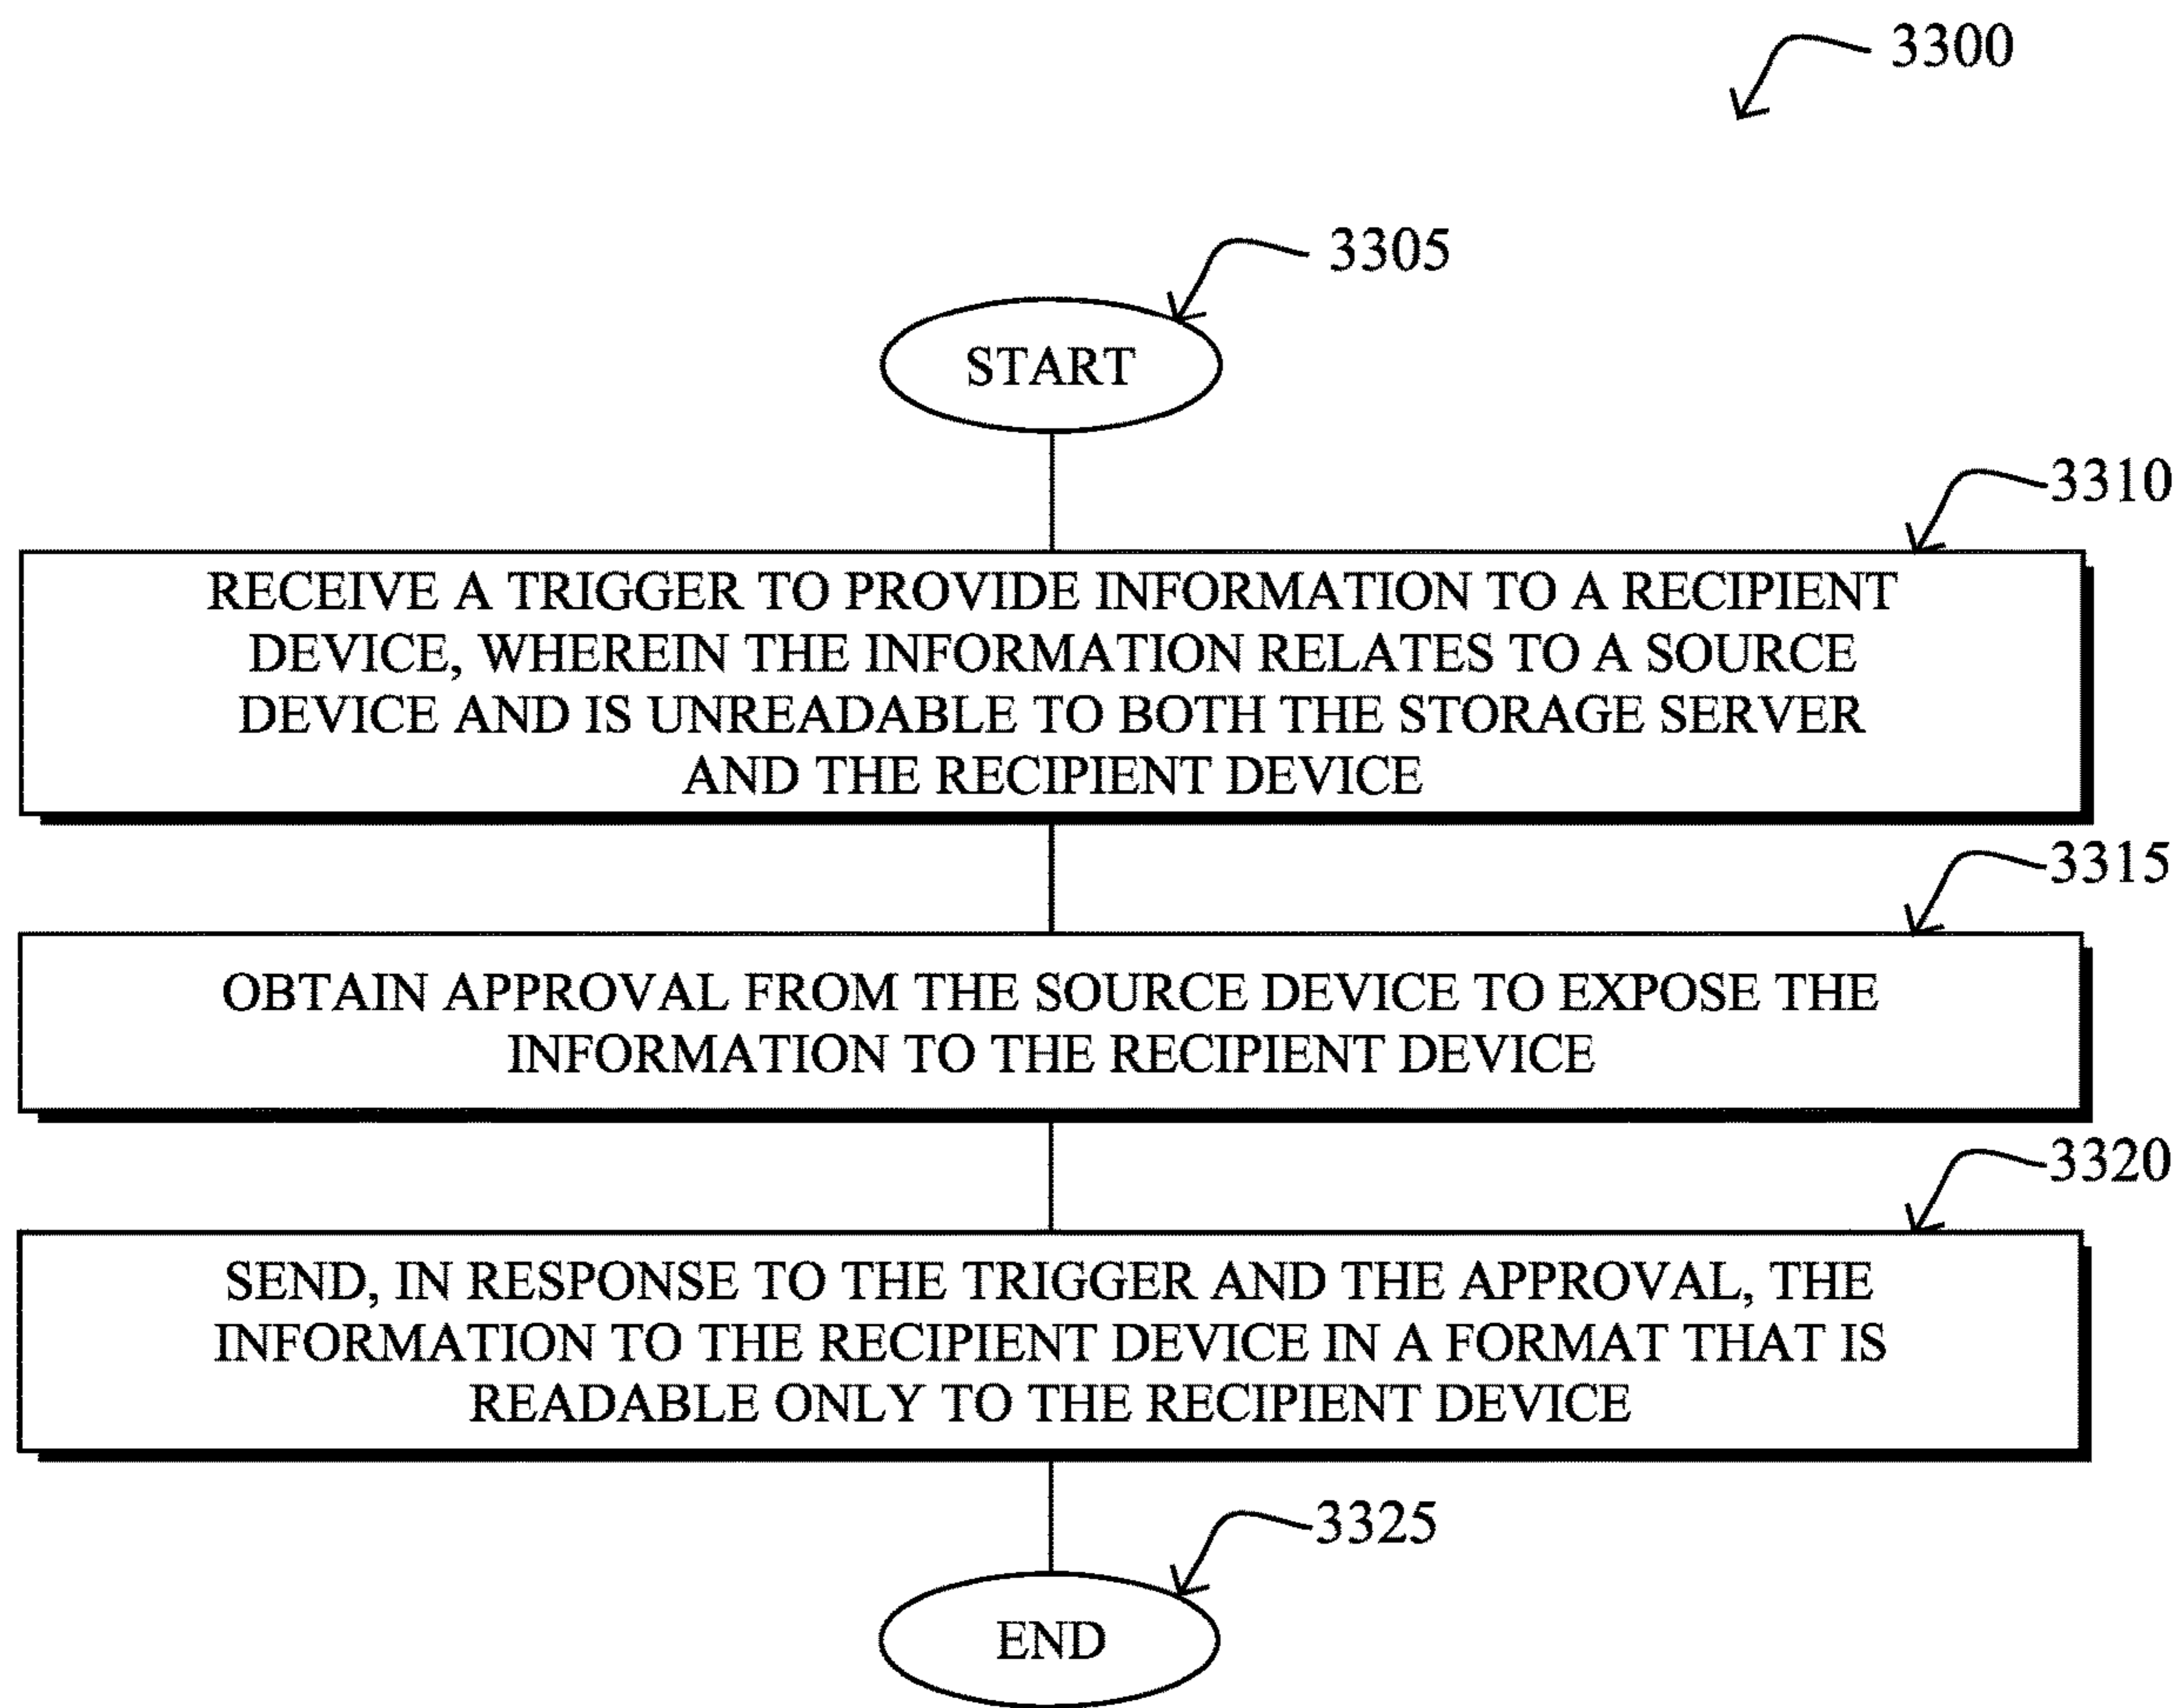 3300
3305
START
3310
RECEIVE A TRIGGER TO PROVIDE INFORMATION TO A RECIPIENT
DEVICE, WHEREIN THE INFORMATION RELATES TO A SOURCE
DEVICE AND IS UNREADABLE TO BOTH THE STORAGE SERVER
AND THE RECIPIENT DEVICE
3315
OBTAIN APPROVAL FROM THE SOURCE DEVICE TO EXPOSE THE
INFORMATION TO THE RECIPIENT DEVICE
3320
SEND, IN RESPONSE TO THE TRIGGER AND THE APPROVAL, THE
INFORMATION TO THE RECIPIENT DEVICE IN A FORMAT THAT IS
READABLE ONLY TO THE RECIPIENT DEVICE
3325
END